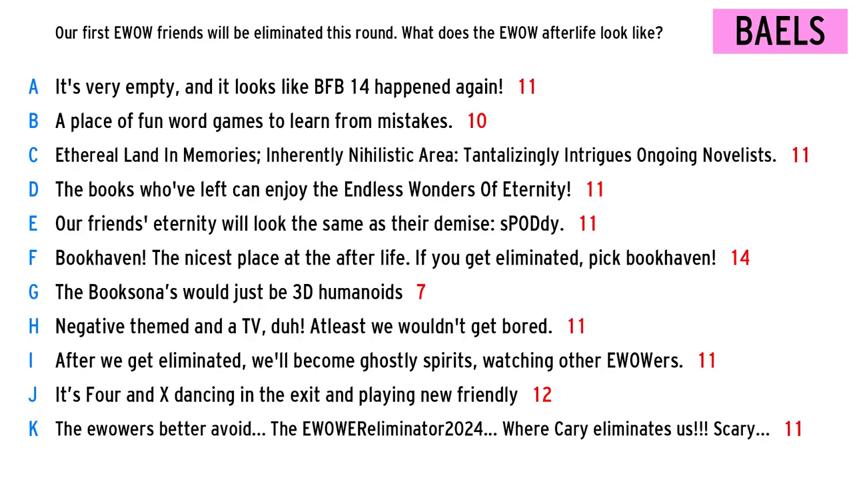 Our first EWOW friends will be eliminated this round. What does the EWOW afterlife look like?
BAELS
A It's very empty, and it looks like BFB 14 happened again! 11
B A place of fun word games to learn from mistakes. 10
C Ethereal Land In Memories; Inherently Nihilistic Area: Tantalizingly Intrigues Ongoing Novelists. 11
D The books who've left can enjoy the Endless Wonders Of Eternity! 11
E Our friends' eternity will look the same as their demise: sPODdy. 11
F Bookhaven! The nicest place at the after life. If you get eliminated, pick bookhaven! 14
G The Booksona’s would just be 3D humanoids 7
H Negative themed and a TV, duh! Atleast we wouldn't get bored. 11
I After we get eliminated, we'll become ghostly spirits, watching other EWOWers. 11
J It’s Four and X dancing in the exit and playing new friendly 12
K The ewowers better avoid... The EWOWEReliminator2024... Where Cary eliminates us!!! Scary... 11